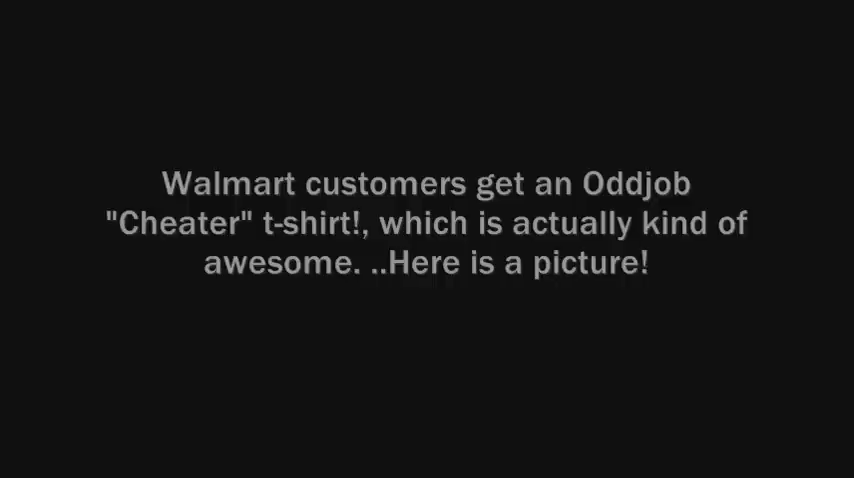 Walmart customers get an Oddjob
"Cheater" t-shirt!, which is actually kind of
awesome. ..Here is a picture!